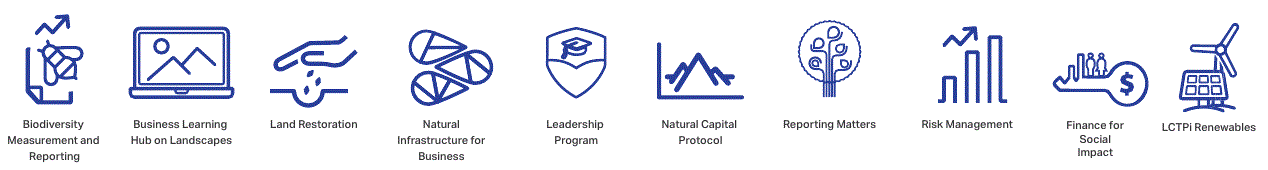 Biodiversity
Measurement and
Reporting
Business Learning
Hub on Landscapes
Land Restoration
Natural
Infrastructure for
Business
Leadership
Program
Natural Capital
Protocol
Reporting Matters
Risk Management
$
Finance for
Social
Impact
LCTPi Renewables